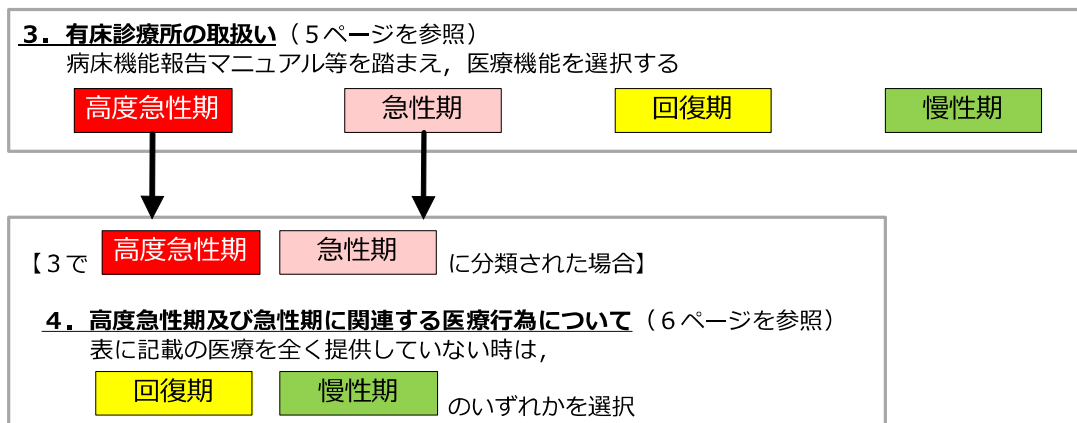 3．有床診療所の取扱い（５ページを参照）
病床機能報告マニュアル等を踏まえ，医療機能を選択する
高度急性期 急性期 回復期 慢性期
【３で 高度急性期 急性期 に分類された場合】
4．高度急性期及び急性期に関連する医療行為について（６ページを参照）
表に記載の医療を全く提供していない時は，
回復期 慢性期 のいずれかを選択